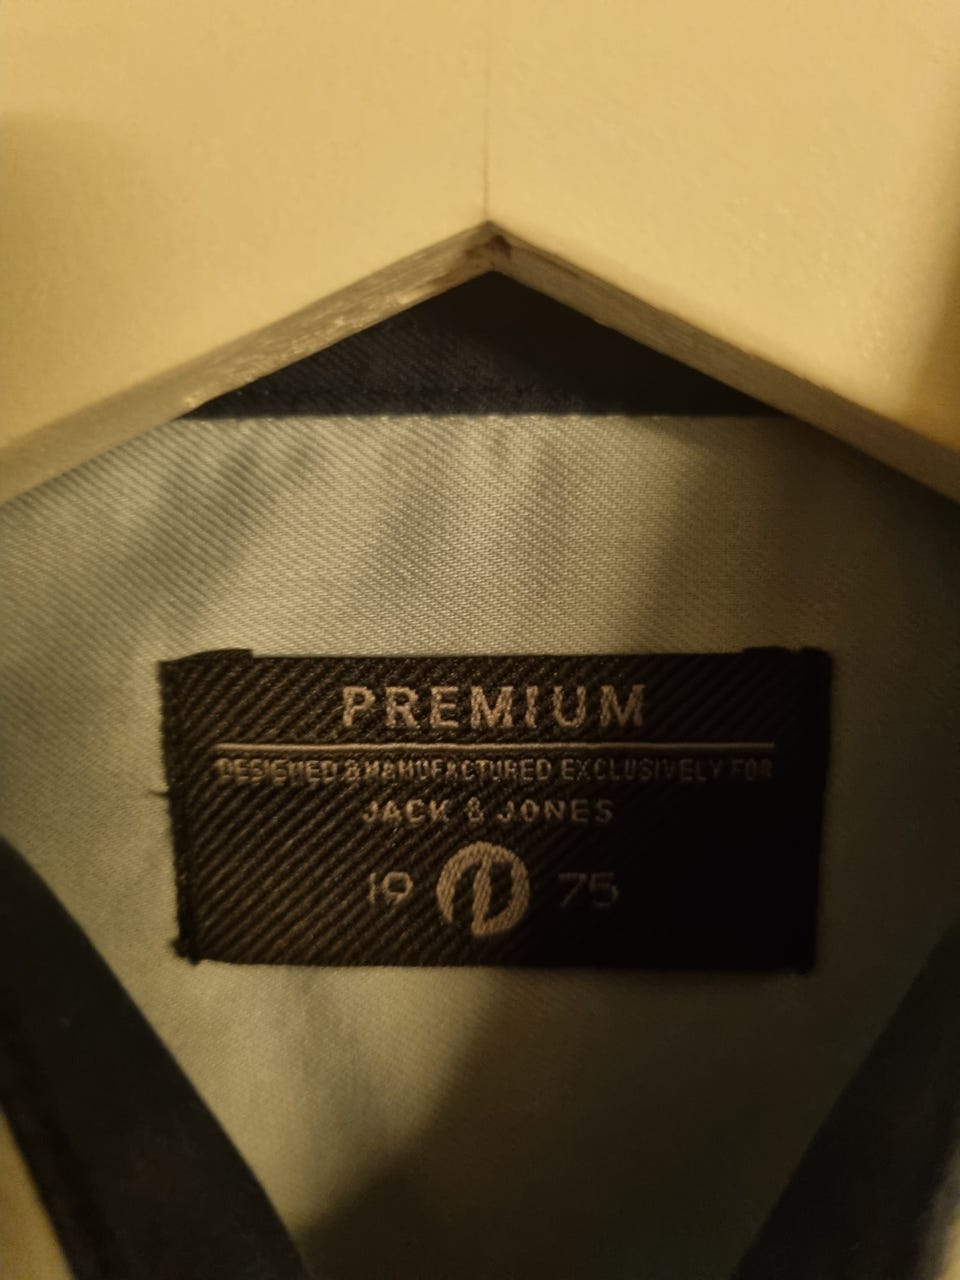 PREMIUM
DESIGNED & MANUFACTURED EXCLUSIVELY FOR
JACK & JONES
19 75